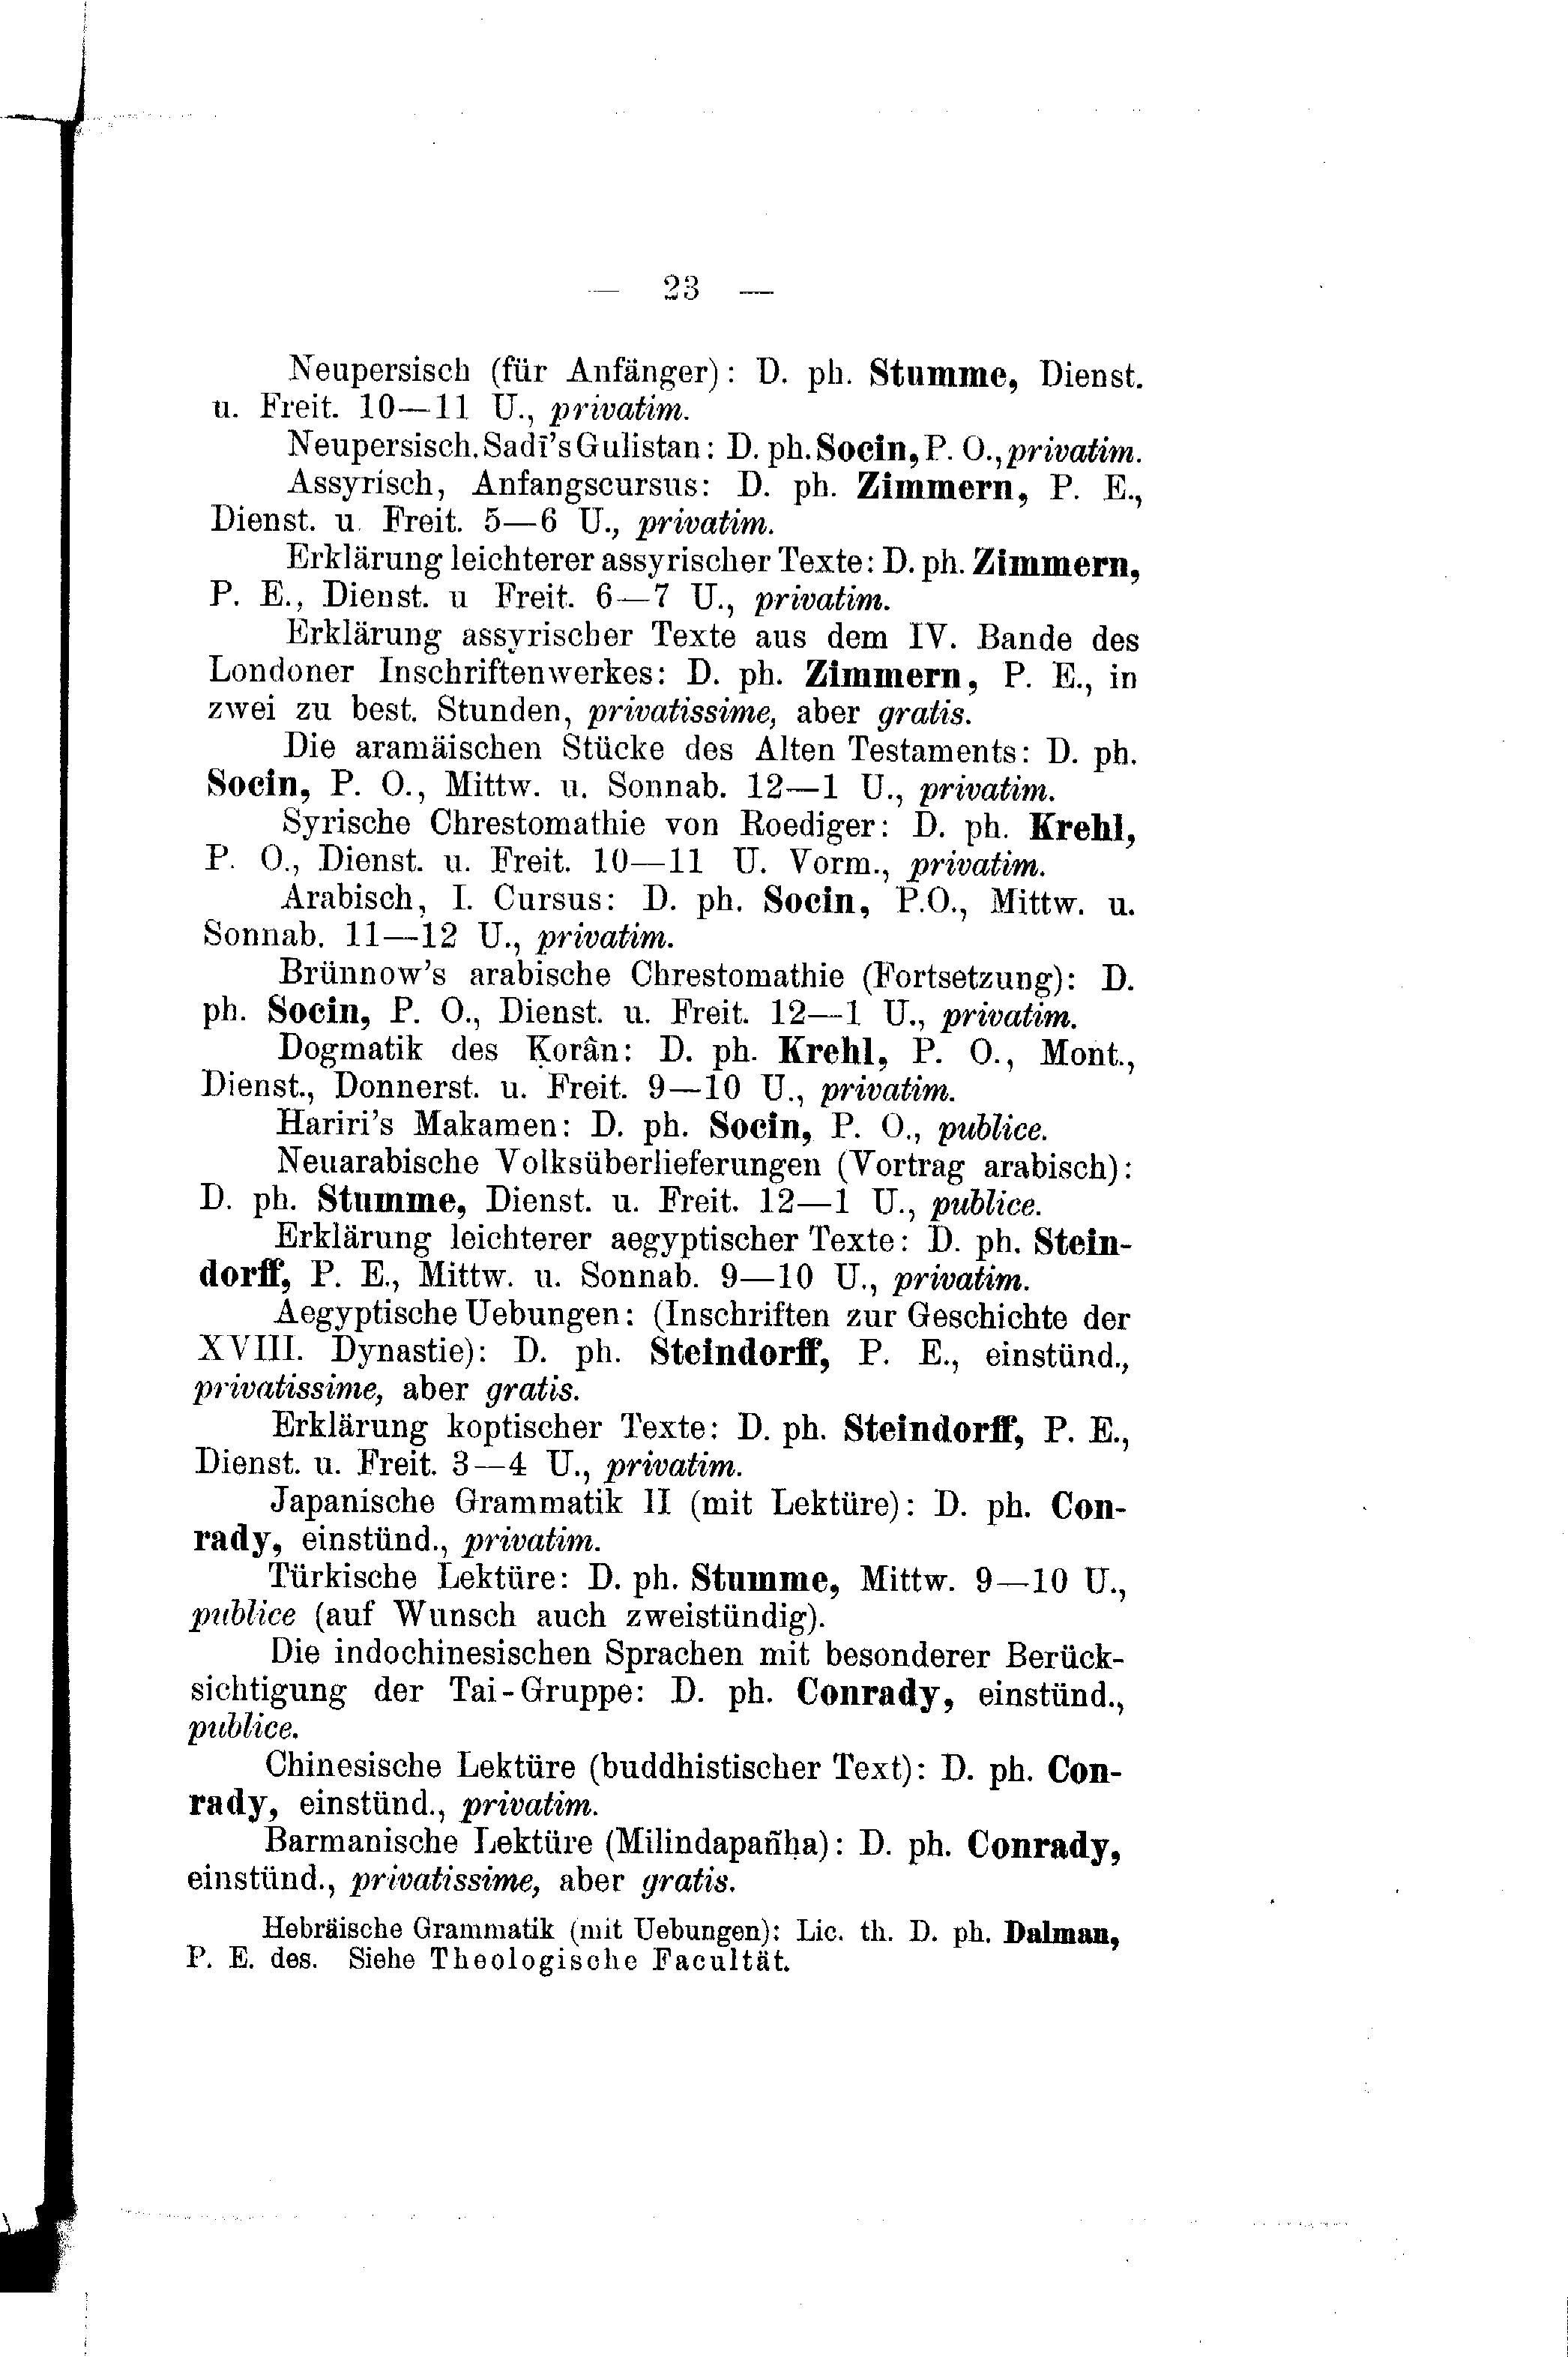 — 23 —
Neupersisch (für Anfänger): D. ph. Stumme, Dienst.
u. Freit. 10—11 U., privatim.
Neupersisch. Sadī's Gulistan: D. ph. Socin, P. O., privatim.
Assyrisch, Anfangscursus: D. ph. Zimmern, P. E.,
Dienst. u. Freit. 5—6 U., privatim.
Erklärung leichterer assyrischer Texte: D. ph. Zimmern,
P. E., Dienst. u Freit. 6—7 U., privatim.
Erklärung assyrischer Texte aus dem IV. Bande des
Londoner Inschriftenwerkes: D. ph. Zimmern, P. E., in
zwei zu best. Stunden, privatissime, aber gratis.
Die aramäischen Stücke des Alten Testaments: D. ph.
Socin, P. O., Mittw. u. Sonnab. 12—1 U., privatim.
Syrische Chrestomathie von Roediger: D. ph. Krehl,
P. O., Dienst. u. Freit. 10—11 U. Vorm., privatim.
Arabisch, I. Cursus: D. ph. Socin, P.O., Mittw. u.
Sonnab. 11—12 U., privatim.
Brünnow's arabische Chrestomathie (Fortsetzung): D.
ph. Socin, P. O., Dienst. u. Freit. 12—1 U., privatim.
Dogmatik des Ḳorân: D. ph. Krehl, P. O., Mont.,
Dienst., Donnerst. u. Freit. 9—10 U., privatim.
Hariri's Makamen: D. ph. Socin, P. O., publice.
Neuarabische Volksüberlieferungen (Vortrag arabisch):
D. ph. Stumme, Dienst. u. Freit. 12—1 U., publice.
Erklärung leichterer aegyptischer Texte: D. ph. Stein-
dorff, P. E., Mittw. u. Sonnab. 9—10 U., privatim.
Aegyptische Uebungen: (Inschriften zur Geschichte der
XVIII. Dynastie): D. ph. Steindorff, P. E., einstünd.,
privatissime, aber gratis.
Erklärung koptischer Texte: D. ph. Steindorff, P. E.,
Dienst. u. Freit. 3—4 U., privatim.
Japanische Grammatik II (mit Lektüre): D. ph. Con-
rady, einstünd., privatim.
Türkische Lektüre: D. ph. Stumme, Mittw. 9—10 U.,
publice (auf Wunsch auch zweistündig).
Die indochinesischen Sprachen mit besonderer Berück-
sichtigung der Tai-Gruppe: D. ph. Conrady, einstünd.,
publice.
Chinesische Lektüre (buddhistischer Text): D. ph. Con-
rady, einstünd., privatim.
Barmanische Lektüre (Milindapañḥa): D. ph. Conrady,
einstünd., privatissime, aber gratis.
Hebräische Grammatik (mit Uebungen): Lic. th. D. ph. Dalman,
P. E. des. Siehe Theologische Facultät.